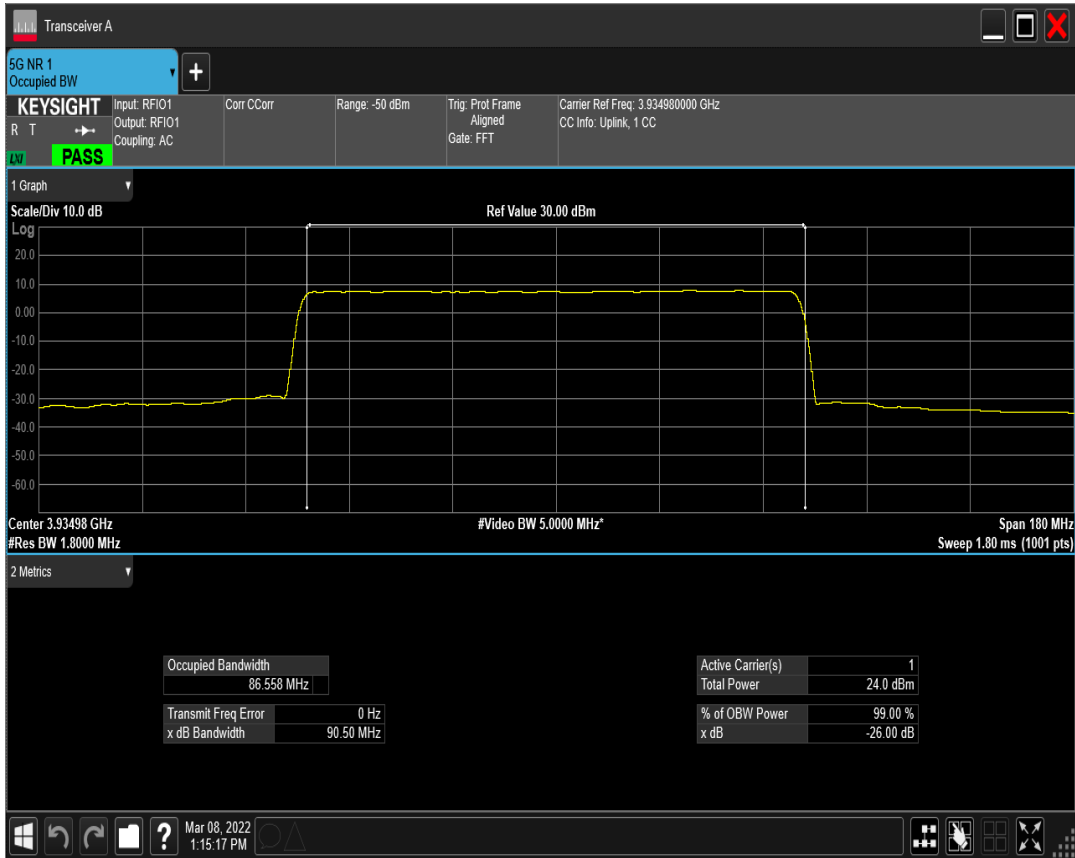 Transceiver A
5G NR 1
Occupied BW
+
KEYSIGHT
R T
LXI
PASS
Input: RFIO1
Output: RFIO1
Coupling: AC
Corr CCorr
Range: -50 dBm
Trig: Prot Frame
Aligned
Gate: FFT
Carrier Ref Freq: 3.934980000 GHz
CC Info: Uplink, 1 CC
1 Graph
Scale/Div 10.0 dB
Ref Value 30.00 dBm
Log
20.0
10.0
0.00
-10.0
-20.0
-30.0
-40.0
-50.0
-60.0
Center 3.93498 GHz
#Video BW 5.0000 MHz*
Span 180 MHz
#Res BW 1.8000 MHz
Sweep 1.80 ms (1001 pts)
2 Metrics
Occupied Bandwidth
86.558 MHz
Transmit Freq Error 0 Hz
x dB Bandwidth 90.50 MHz
Active Carrier(s) 1
Total Power 24.0 dBm
% of OBW Power 99.00 %
x dB -26.00 dB
?
Mar 08, 2022
1:15:17 PM